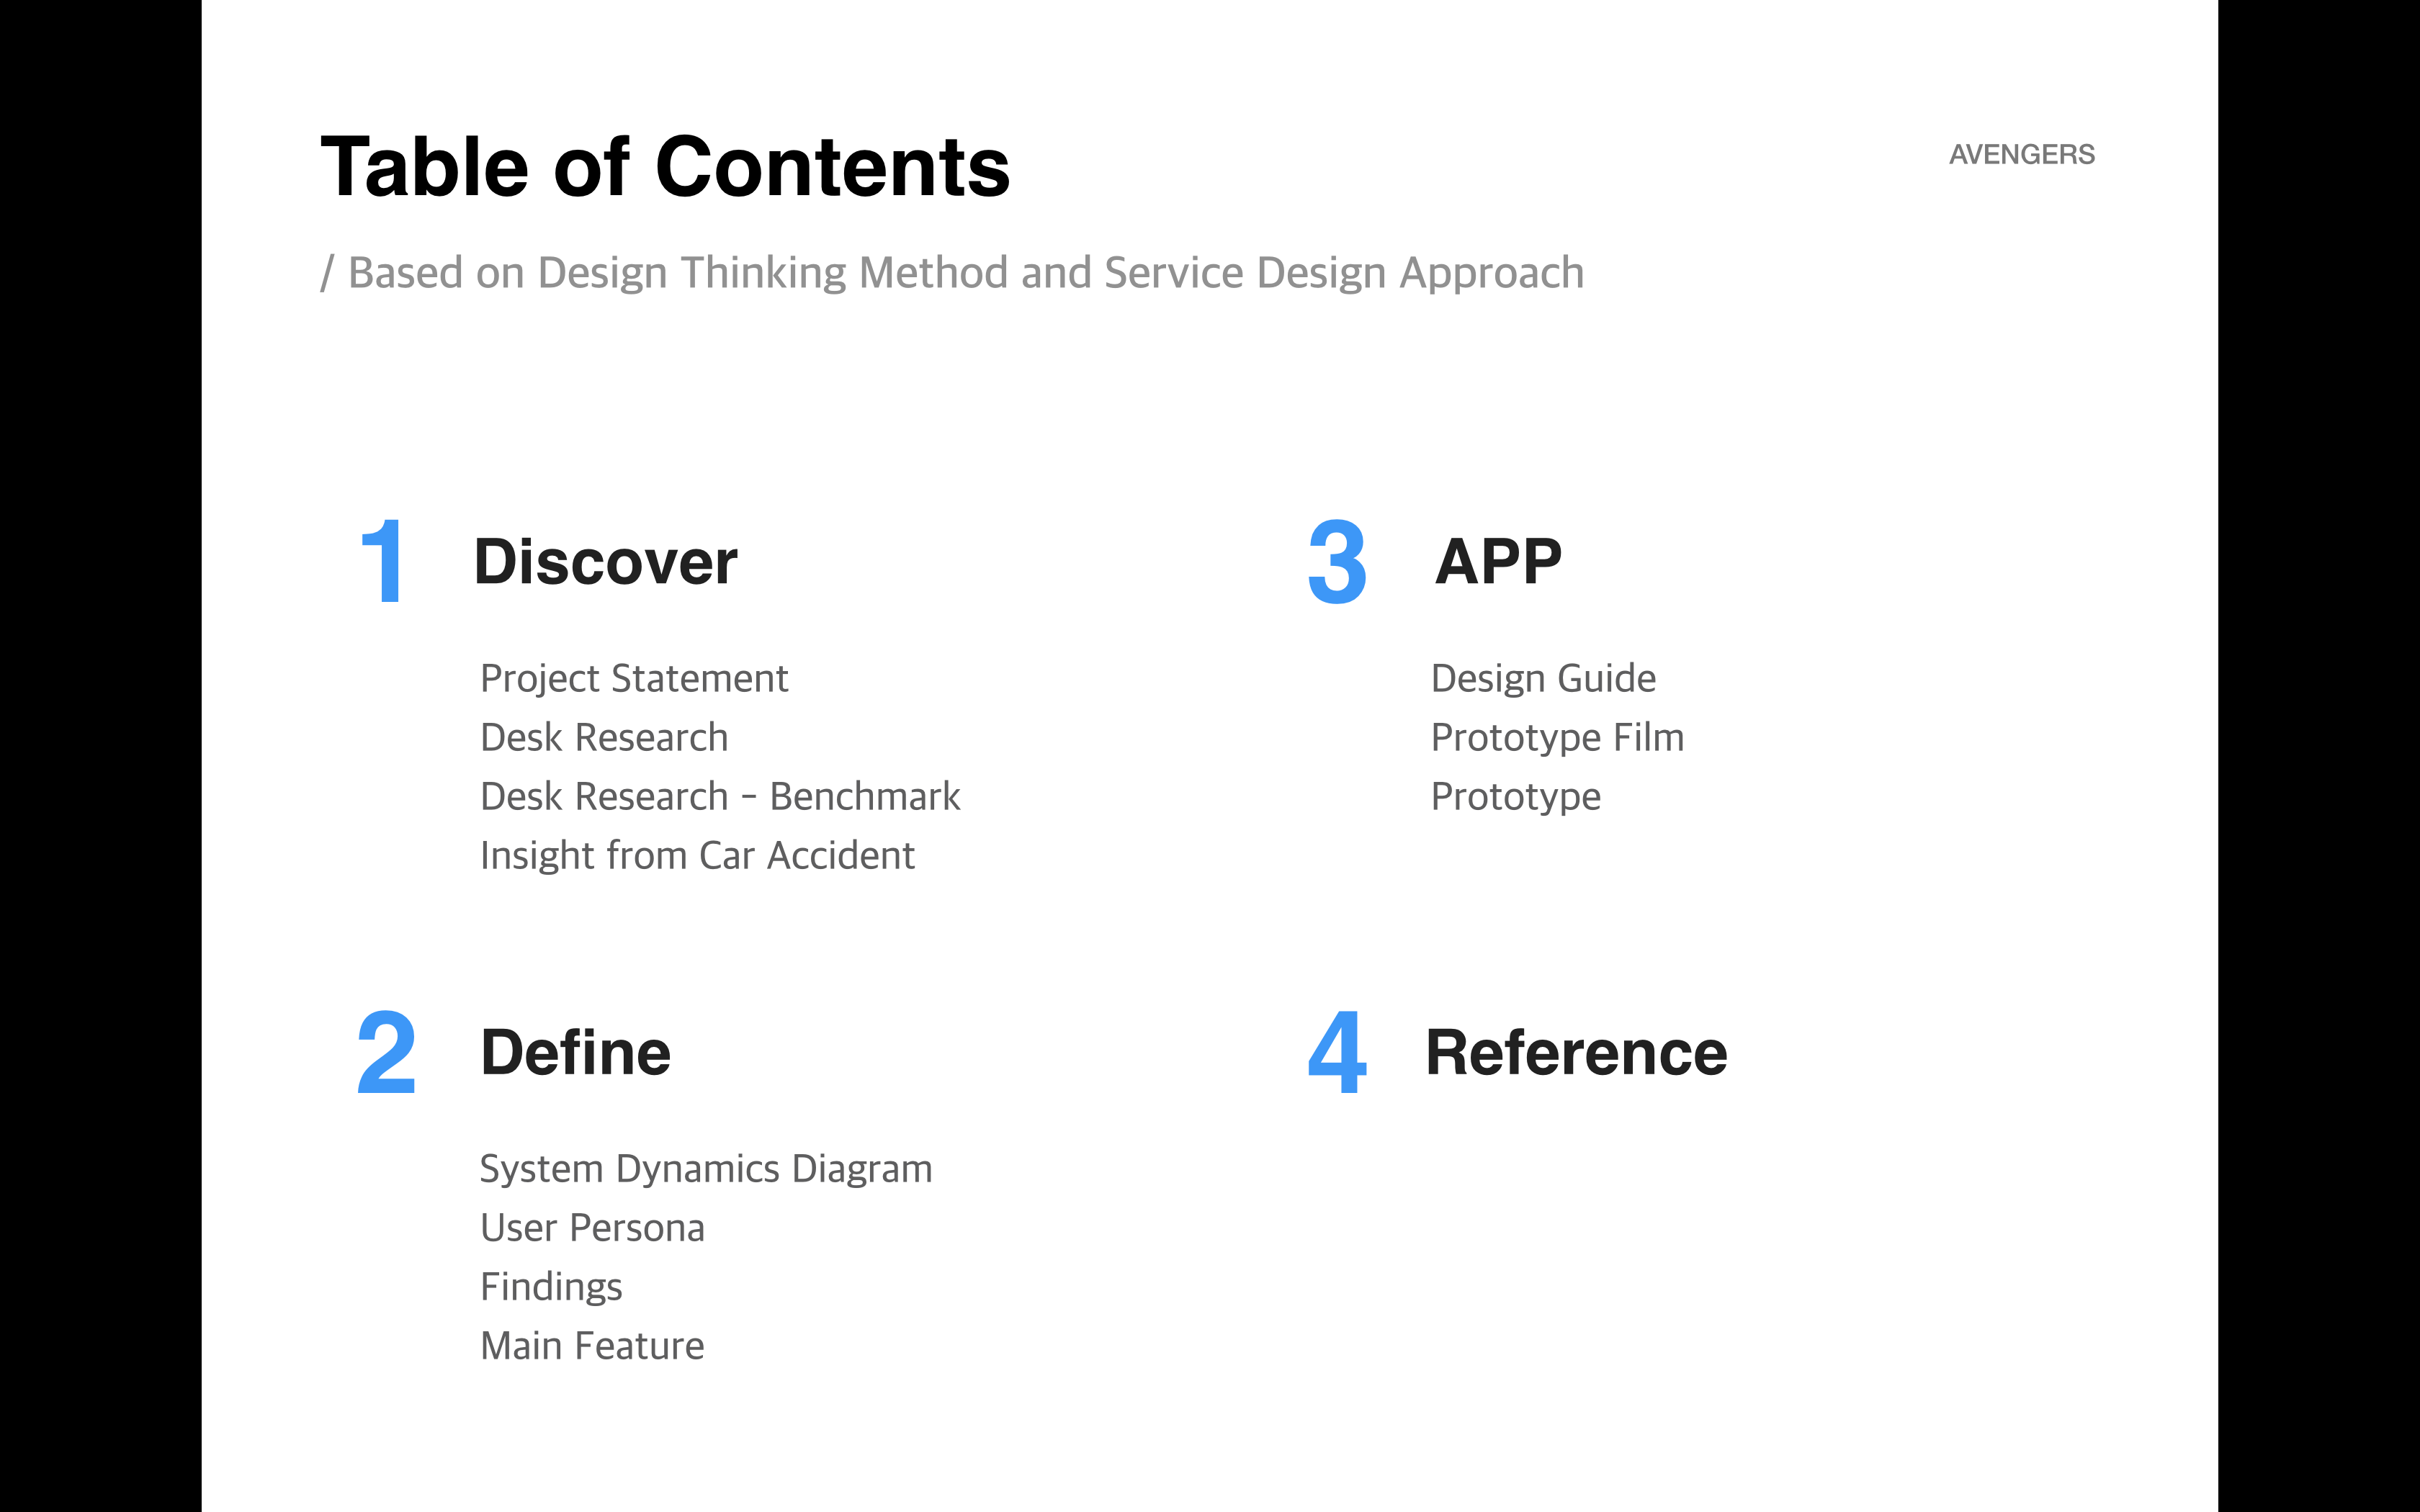 Table of Contents
AVENGERS
/ Based on Design Thinking Method and Service Design Approach
1 Discover
Project Statement
Desk Research
Desk Research - Benchmark
Insight from Car Accident
2 Define
System Dynamics Diagram
User Persona
Findings
Main Feature
3 APP
Design Guide
Prototype Film
Prototype
4 Reference